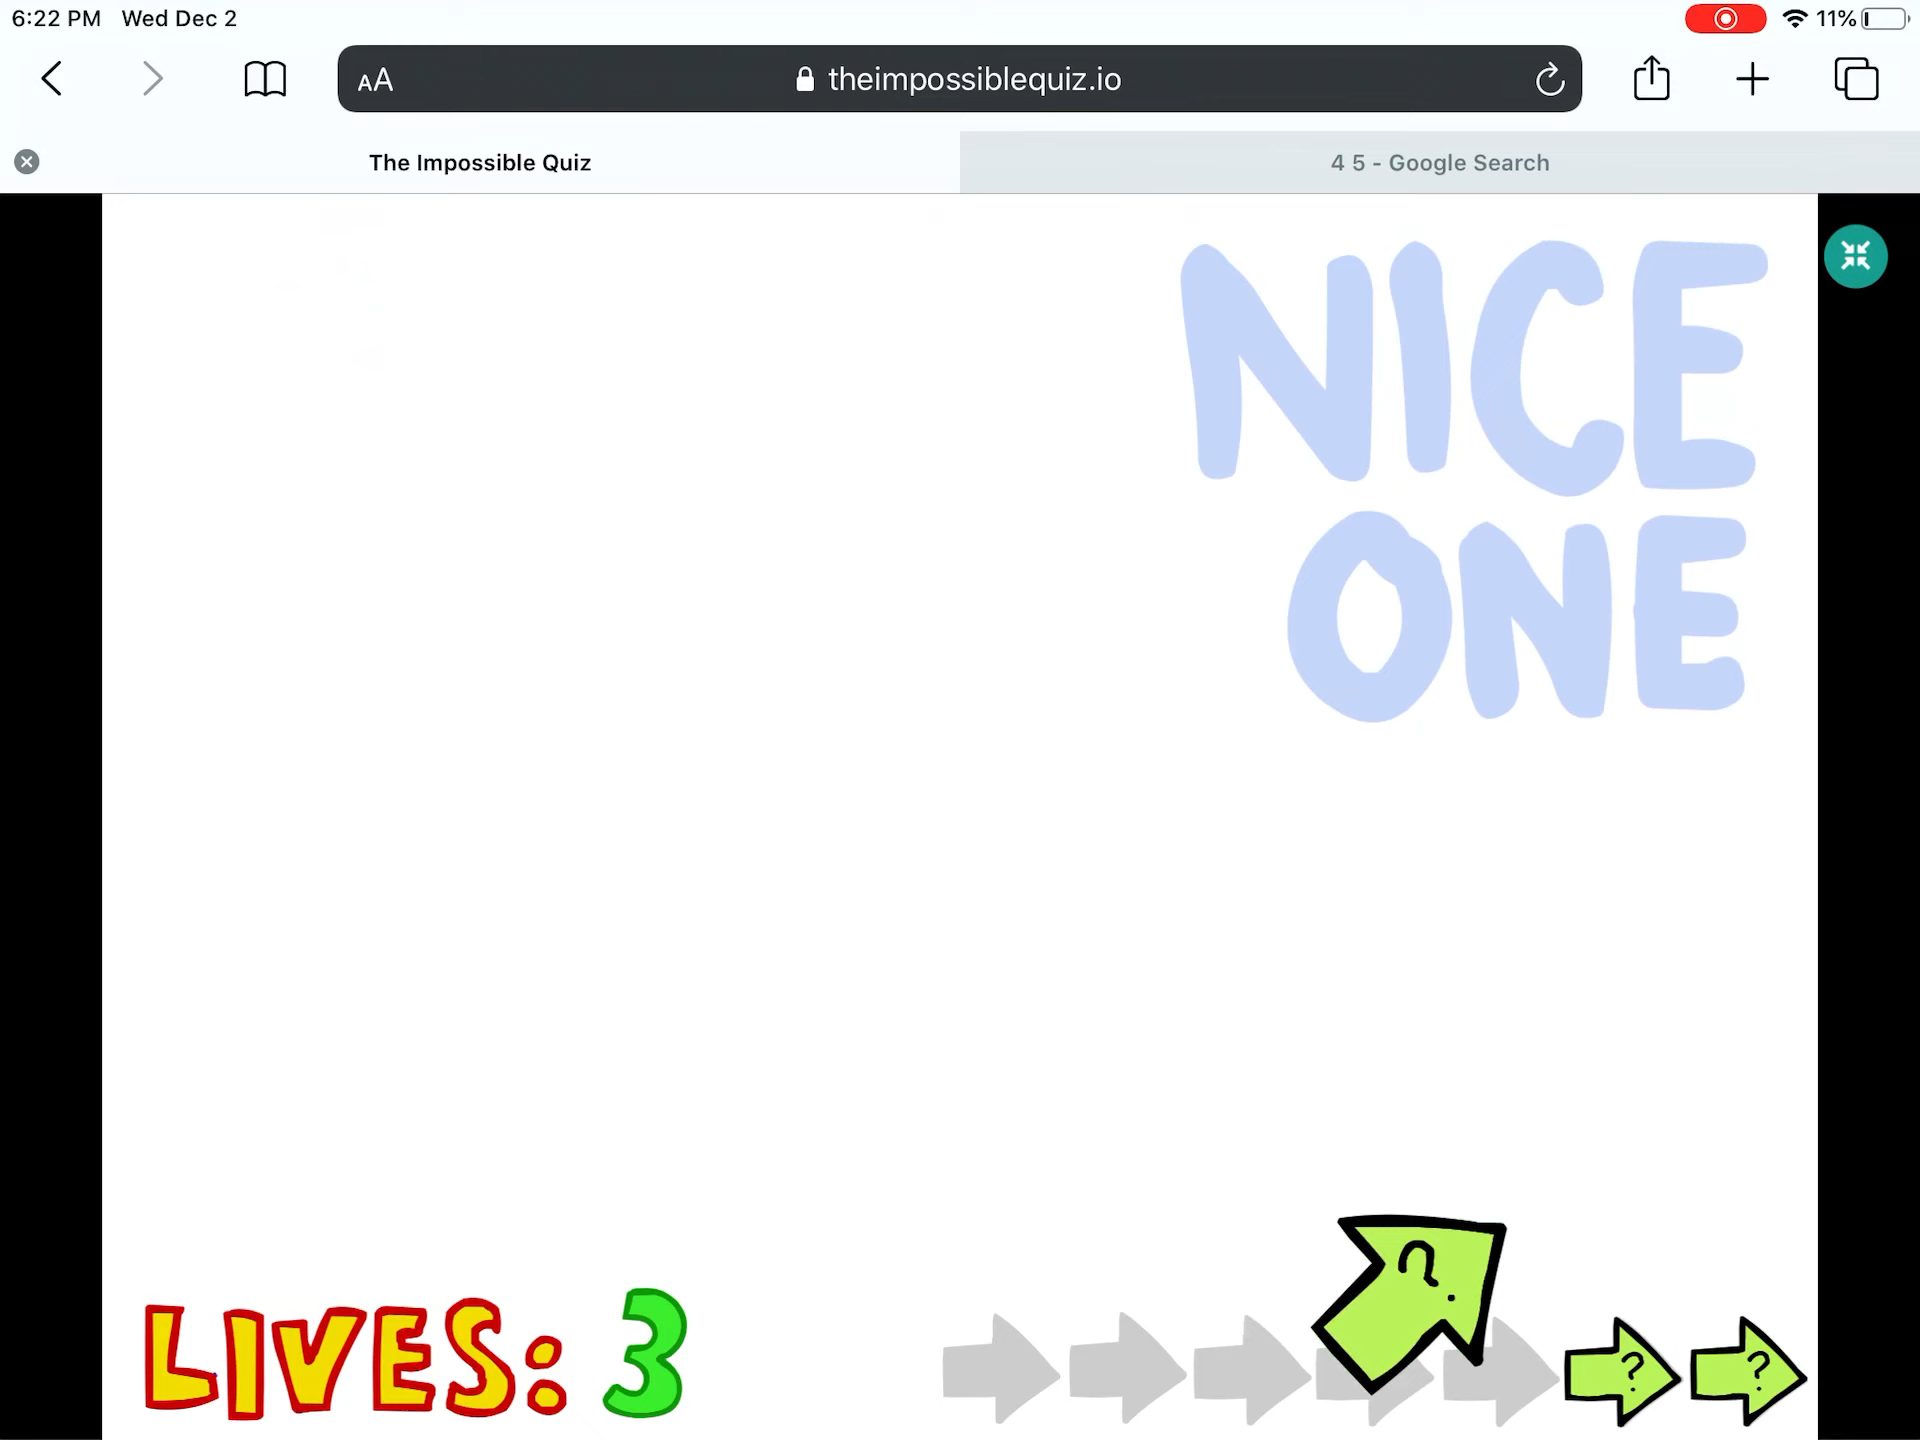 6:22 PM Wed Dec 2
11%
AA theimpossiblequiz.io
The Impossible Quiz
4 5 - Google Search
NICE
ONE
?
LIVES: 3
? ?